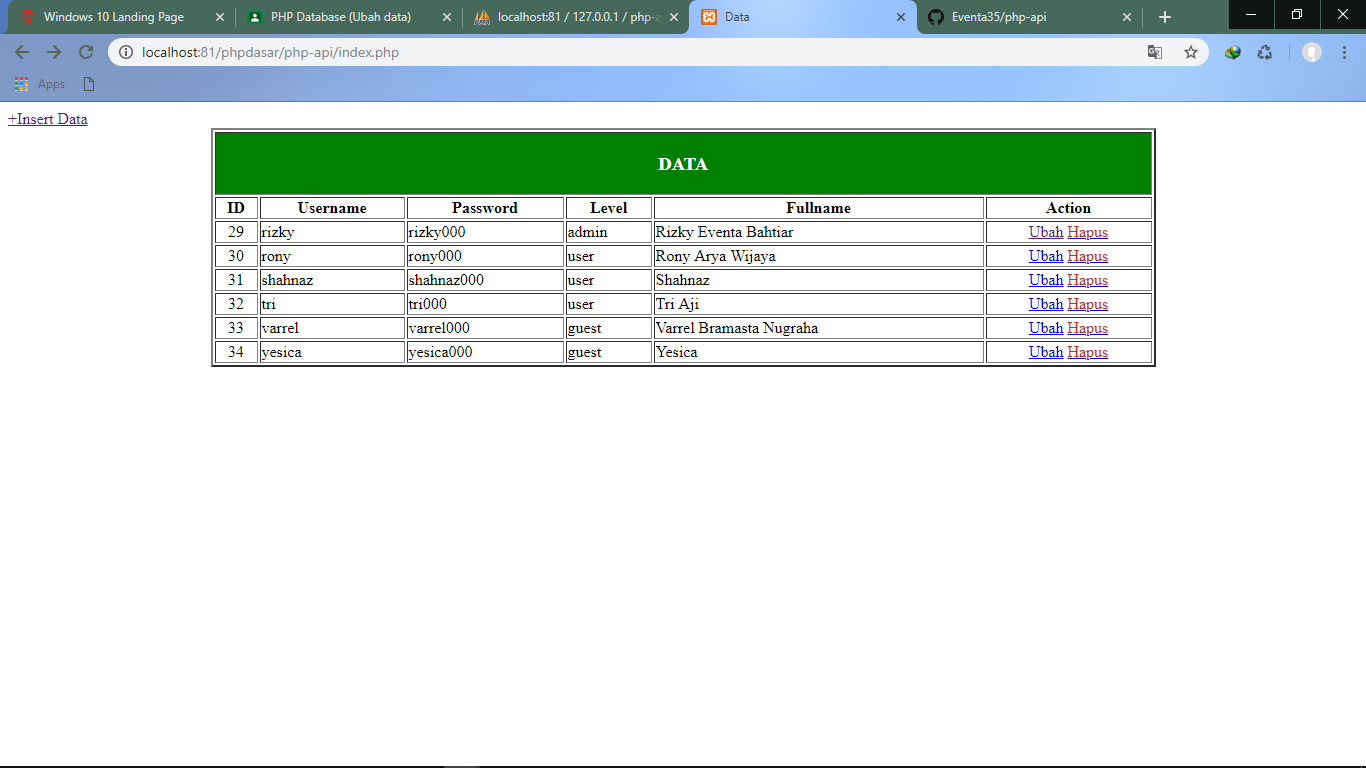 Windows 10 Landing Page
PHP Database (Ubah data)
localhost:81 / 127.0.0.1 / php-a
Data
Eventa35/php-api
localhost:81/phpdasar/php-api/index.php
Apps
+Insert Data
DATA
ID Username Password Level Fullname Action
29 rizky rizky000 admin Rizky Eventa Bahtiar Ubah Hapus
30 rony rony000 user Rony Arya Wijaya Ubah Hapus
31 shahnaz shahnaz000 user Shahnaz Ubah Hapus
32 tri tri000 user Tri Aji Ubah Hapus
33 varrel varrel000 guest Varrel Bramasta Nugraha Ubah Hapus
34 yesica yesica000 guest Yesica Ubah Hapus